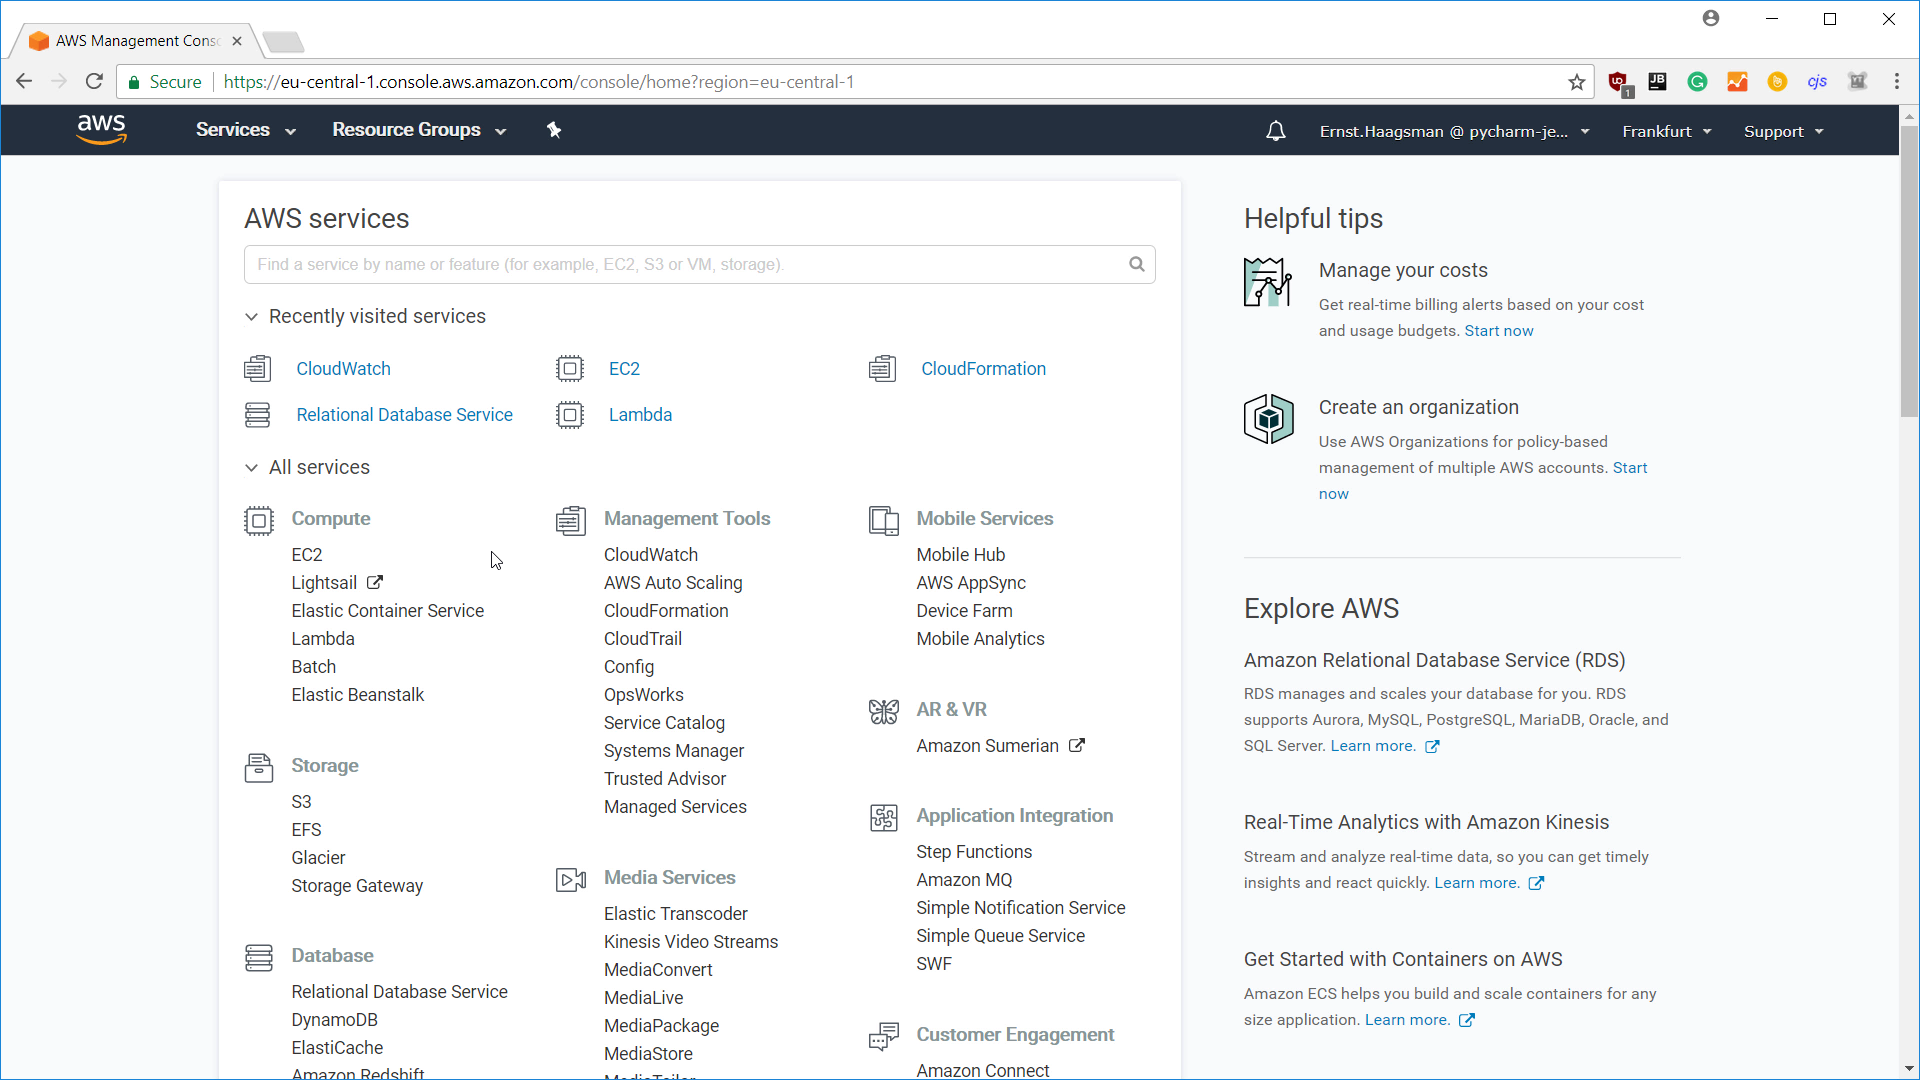 AWS Management Conso
Secure
https://eu-central-1.console.aws.amazon.com/console/home?region=eu-central-1
1
JB
cjs
aws
Services
Resource Groups
Ernst.Haagsman @ pycharm-je...
Frankfurt
Support
AWS services
Find a service by name or feature (for example, EC2, S3 or VM, storage).
Recently visited services
CloudWatch
EC2
CloudFormation
Relational Database Service
Lambda
All services
Compute
EC2
Lightsail
Elastic Container Service
Lambda
Batch
Elastic Beanstalk
Storage
S3
EFS
Glacier
Storage Gateway
Database
Relational Database Service
DynamoDB
ElastiCache
Amazon Redshift
Management Tools
CloudWatch
AWS Auto Scaling
CloudFormation
CloudTrail
Config
OpsWorks
Service Catalog
Systems Manager
Trusted Advisor
Managed Services
Media Services
Elastic Transcoder
Kinesis Video Streams
MediaConvert
MediaLive
MediaPackage
MediaStore
MediaTailor
Mobile Services
Mobile Hub
AWS AppSync
Device Farm
Mobile Analytics
AR & VR
Amazon Sumerian
Application Integration
Step Functions
Amazon MQ
Simple Notification Service
Simple Queue Service
SWF
Customer Engagement
Amazon Connect
Helpful tips
Manage your costs
Get real-time billing alerts based on your cost
and usage budgets. Start now
Create an organization
Use AWS Organizations for policy-based
management of multiple AWS accounts. Start
now
Explore AWS
Amazon Relational Database Service (RDS)
RDS manages and scales your database for you. RDS
supports Aurora, MySQL, PostgreSQL, MariaDB, Oracle, and
SQL Server. Learn more.
Real-Time Analytics with Amazon Kinesis
Stream and analyze real-time data, so you can get timely
insights and react quickly. Learn more.
Get Started with Containers on AWS
Amazon ECS helps you build and scale containers for any
size application. Learn more.